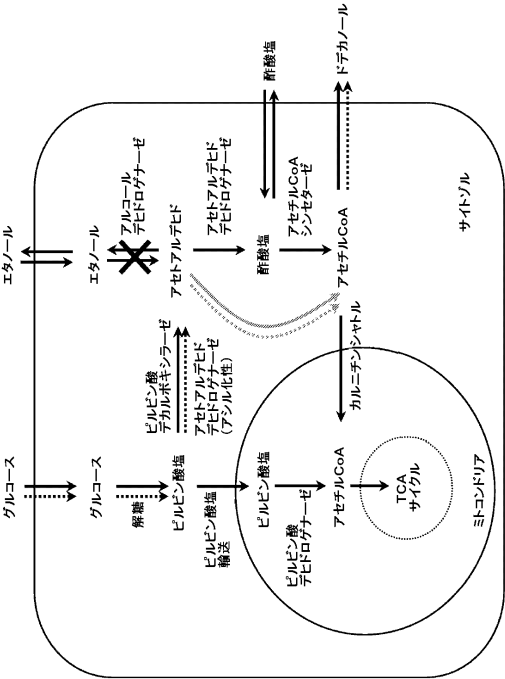 グルコース
グルコース
解糖
ピルビン酸塩
ピルビン酸塩
輸送
ピルビン酸塩
ピルビン酸
デヒドロゲナーゼ
アセチルCoA
TCA
サイクル
ミトコンドリア
ピルビン酸
デカルボキシラーゼ
アセトアルデヒド
デヒドロゲナーゼ
(アシル化性)
カルニチン・シャトル
エタノール
エタノール
アルコール
デヒドロゲナーゼ
アセトアルデヒド
アセトアルデヒド
デヒドロゲナーゼ
酢酸塩
酢酸塩
アセチルCoA
シンセターゼ
アセチルCoA
ドデカノール
サイトゾル